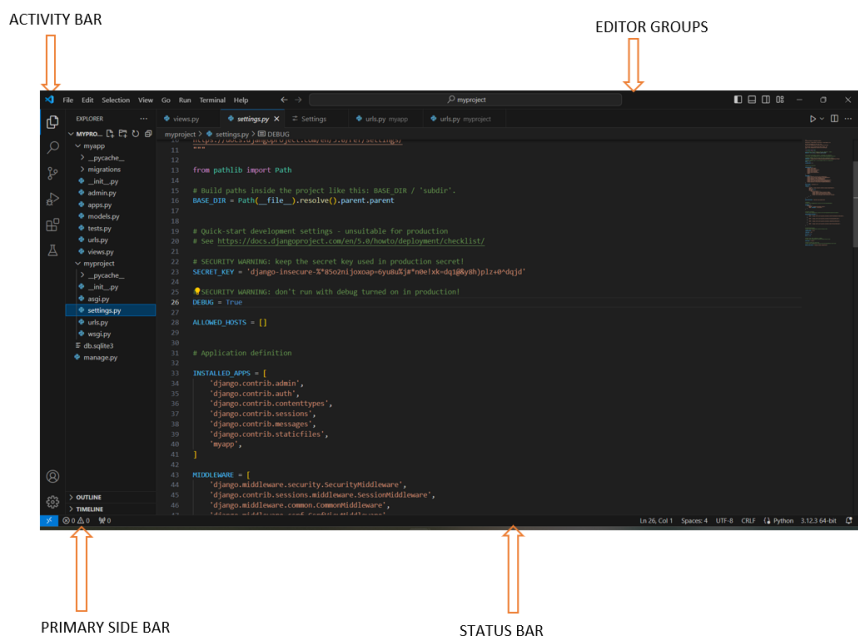 ACTIVITY BAR
EDITOR GROUPS
File Edit Selection View Go Run Terminal Help myproject
EXPLORER
MYPRO...
myapp
__pycache__
migrations
__init__.py
admin.py
apps.py
models.py
tests.py
urls.py
views.py
myproject
__pycache__
__init__.py
asgi.py
settings.py
urls.py
wsgi.py
db.sqlite3
manage.py
OUTLINE
TIMELINE
views.py settings.py Settings urls.py myapp urls.py myproject
myproject > settings.py > DEBUG
11 """
12
13 from pathlib import Path
14
15 # Build paths inside the project like this: BASE_DIR / 'subdir'.
16 BASE_DIR = Path(__file__).resolve().parent.parent
17
18
19 # Quick-start development settings - unsuitable for production
20 # See https://docs.djangoproject.com/en/5.0/howto/deployment/checklist/
21
22 # SECURITY WARNING: keep the secret key used in production secret!
23 SECRET_KEY =
24
25 SECURITY WARNING: don't run with debug turned on in production!
26 DEBUG = True
27
28 ALLOWED_HOSTS = []
29
30
31 # Application definition
32
33 INSTALLED_APPS = [
34 'django.contrib.admin',
35 'django.contrib.auth',
36 'django.contrib.contenttypes',
37 'django.contrib.sessions',
38 'django.contrib.messages',
39 'django.contrib.staticfiles',
40 'myapp',
41 ]
42
43 MIDDLEWARE = [
44 'django.middleware.security.SecurityMiddleware',
45 'django.contrib.sessions.middleware.SessionMiddleware',
46 'django.middleware.common.CommonMiddleware',
0 0 0 Ln 26, Col 1 Spaces: 4 UTF-8 CRLF Python 3.12.3 64-bit
PRIMARY SIDE BAR
STATUS BAR